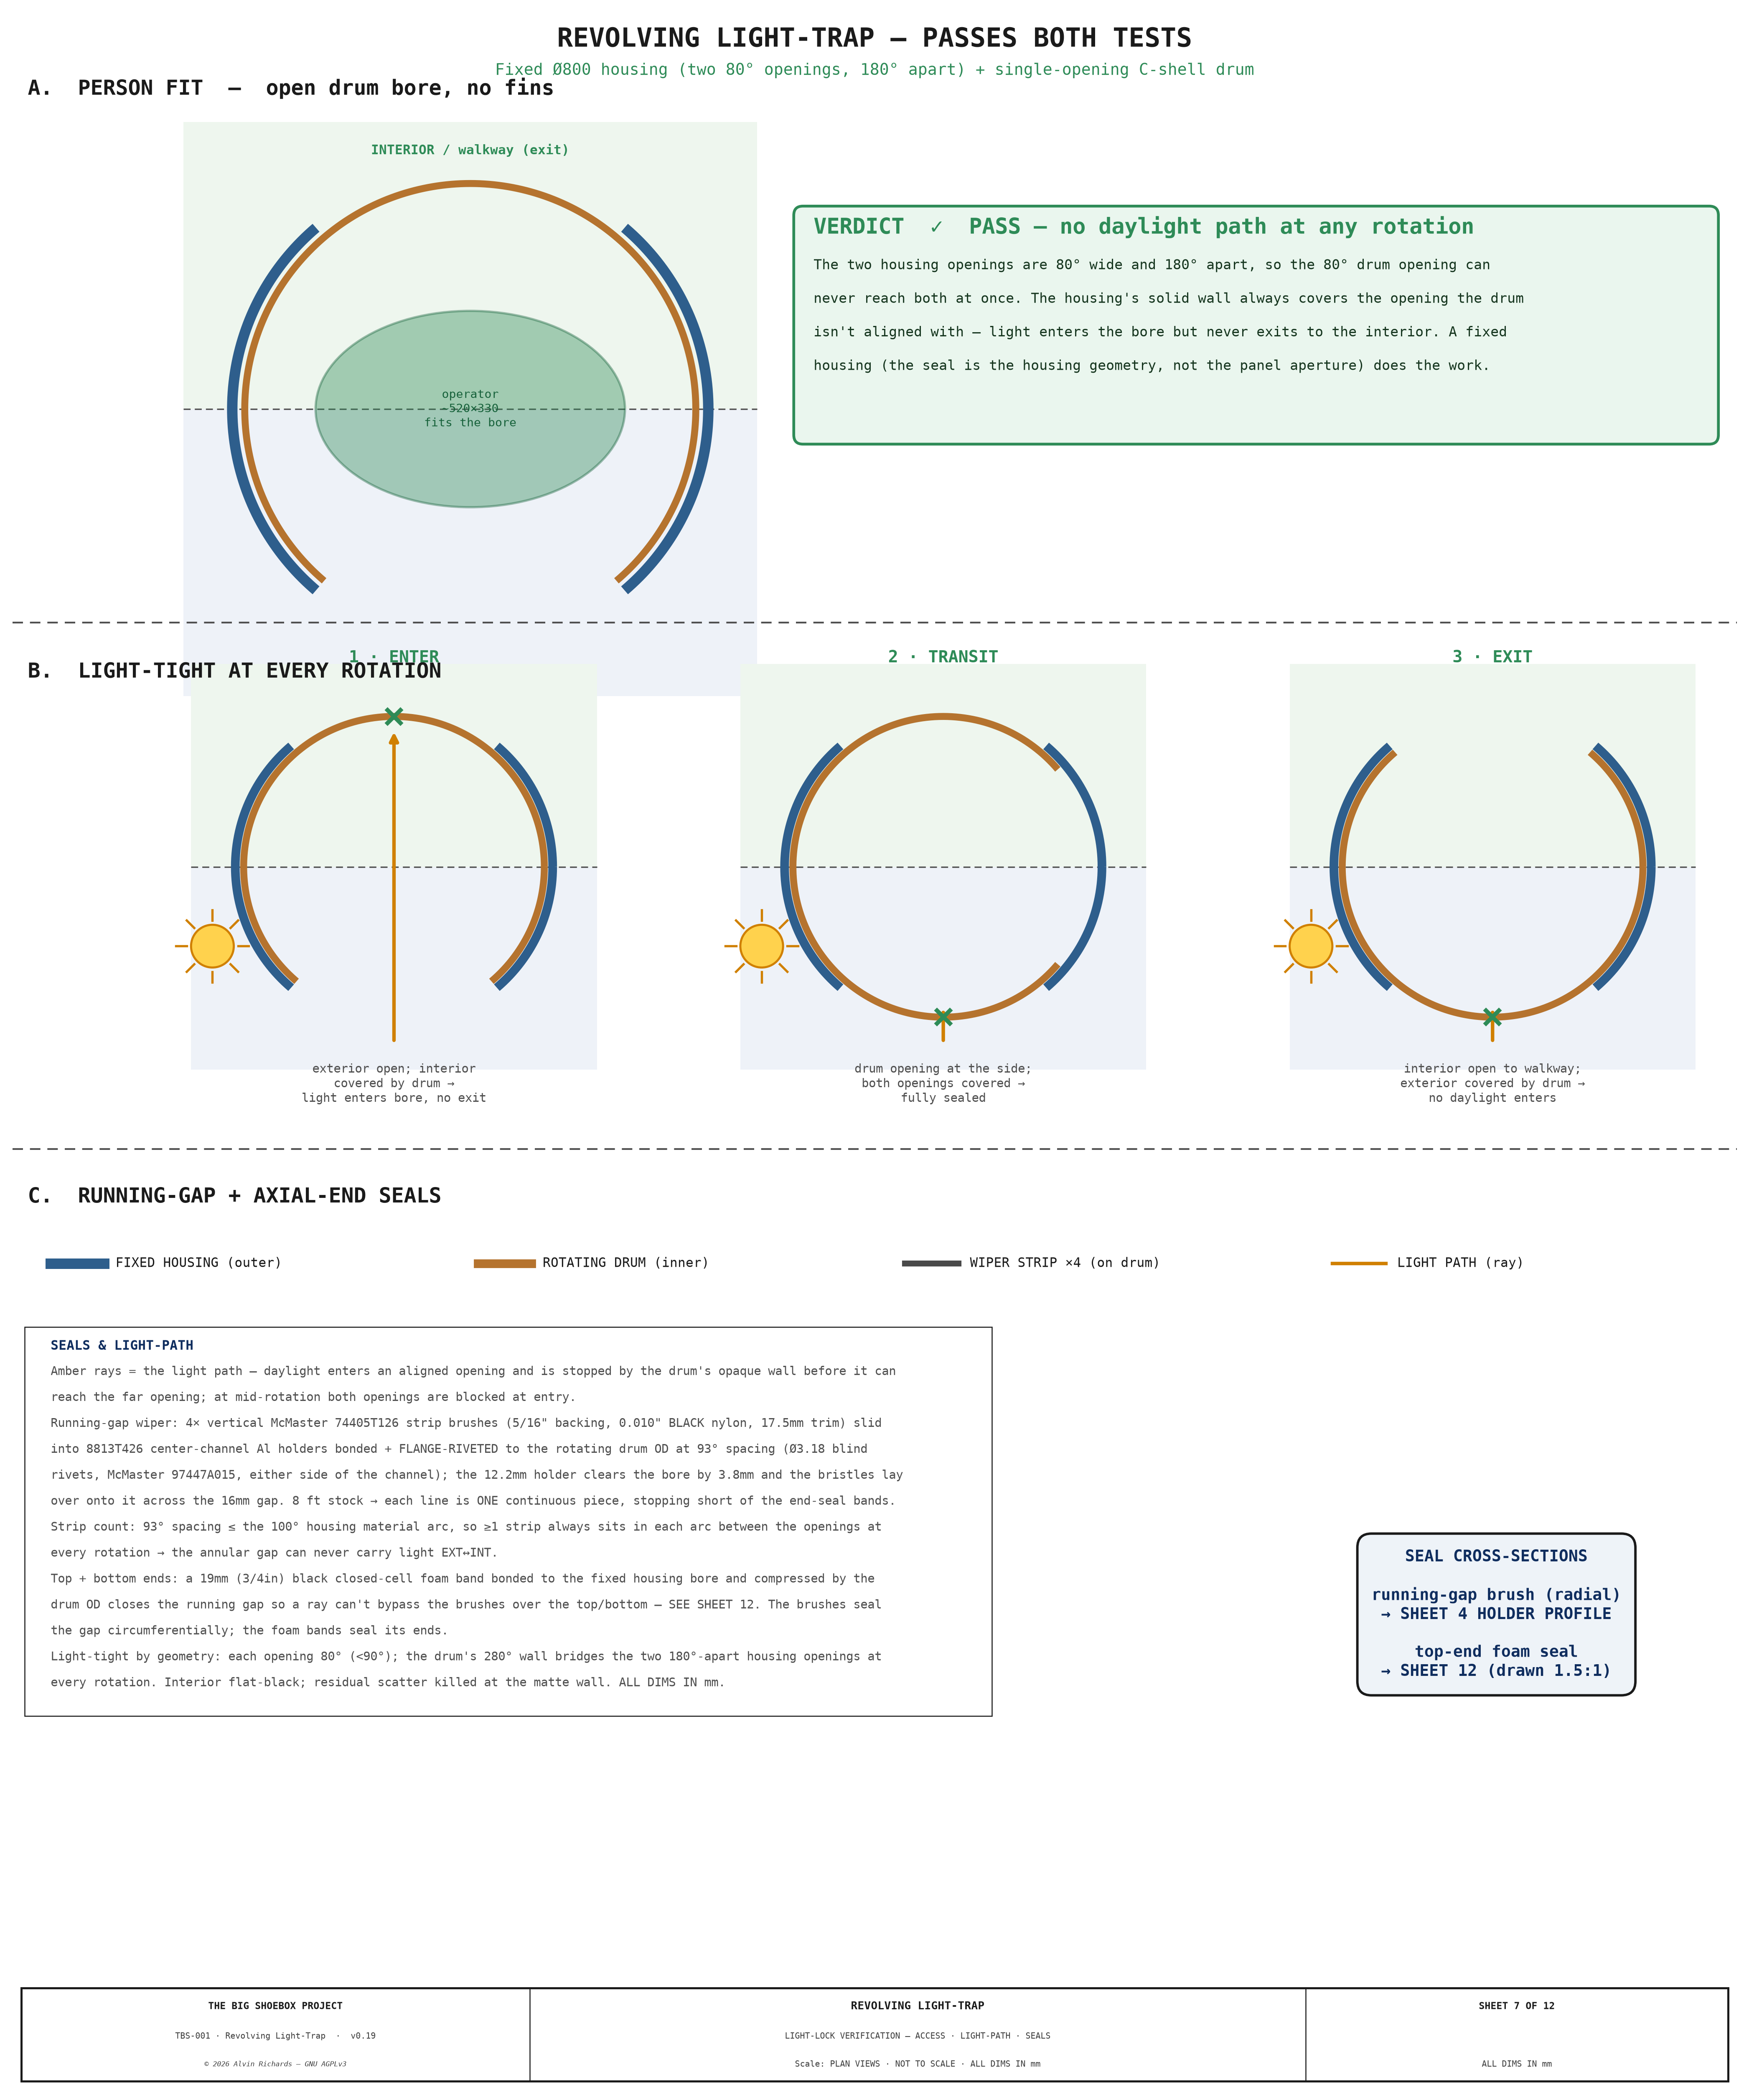 REVOLVING LIGHT-TRAP — PASSES BOTH TESTS
Fixed Ø800 housing (two 80° openings, 180° apart) + single-opening C-shell drum
A. PERSON FIT — open drum bore, no fins
INTERIOR / walkway (exit)
operator
~520×330
fits the bore
VERDICT ✓ PASS — no daylight path at any rotation
The two housing openings are 80° wide and 180° apart, so the 80° drum opening can
never reach both at once. The housing's solid wall always covers the opening the drum
isn't aligned with — light enters the bore but never exits to the interior. A fixed
housing (the seal is the housing geometry, not the panel aperture) does the work.
B. LIGHT-TIGHT AT EVERY ROTATION
1 · ENTER
2 · TRANSIT
3 · EXIT
exterior open; interior
covered by drum →
light enters bore, no exit
drum opening at the side;
both openings covered →
fully sealed
interior open to walkway;
exterior covered by drum →
no daylight enters
C. RUNNING-GAP + AXIAL-END SEALS
FIXED HOUSING (outer)
ROTATING DRUM (inner)
WIPER STRIP ×4 (on drum)
LIGHT PATH (ray)
SEALS & LIGHT-PATH
Amber rays = the light path — daylight enters an aligned opening and is stopped by the drum's opaque wall before it can
reach the far opening; at mid-rotation both openings are blocked at entry.
Running-gap wiper: 4× vertical McMaster 74405T126 strip brushes (5/16" backing, 0.010" BLACK nylon, 17.5mm trim) slid
into 8813T426 center-channel Al holders bonded + FLANGE-RIVETED to the rotating drum OD at 93° spacing (Ø3.18 blind
rivets, McMaster 97447A015, either side of the channel); the 12.2mm holder clears the bore by 3.8mm and the bristles lay
over onto it across the 16mm gap. 8 ft stock → each line is ONE continuous piece, stopping short of the end-seal bands.
Strip count: 93° spacing ≤ the 100° housing material arc, so ≥1 strip always sits in each arc between the openings at
every rotation → the annular gap can never carry light EXT↔INT.
Top + bottom ends: a 19mm (3/4in) black closed-cell foam band bonded to the fixed housing bore and compressed by the
drum OD closes the running gap so a ray can't bypass the brushes over the top/bottom — SEE SHEET 12. The brushes seal
the gap circumferentially; the foam bands seal its ends.
Light-tight by geometry: each opening 80° (<90°); the drum's 280° wall bridges the two 180°-apart housing openings at
every rotation. Interior flat-black; residual scatter killed at the matte wall. ALL DIMS IN mm.
SEAL CROSS-SECTIONS
running-gap brush (radial)
→ SHEET 4 HOLDER PROFILE
top-end foam seal
→ SHEET 12 (drawn 1.5:1)
THE BIG SHOEBOX PROJECT
TBS-001 · Revolving Light-Trap · v0.19
© 2026 Alvin Richards — GNU AGPLv3
REVOLVING LIGHT-TRAP
LIGHT-LOCK VERIFICATION — ACCESS · LIGHT-PATH · SEALS
Scale: PLAN VIEWS · NOT TO SCALE · ALL DIMS IN mm
SHEET 7 OF 12
ALL DIMS IN mm